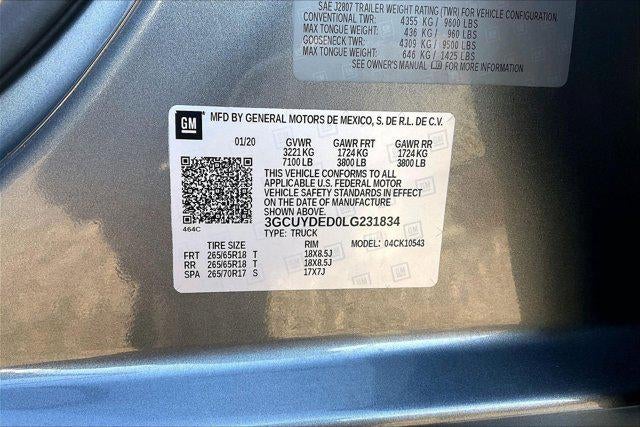 SAE J2807 TRAILER WEIGHT RATING (TWR) FOR VEHICLE CONFIGURATION.
CONVENTIONAL TWR: 4355 KG / 9600 LB
MAX TONGUE WEIGHT: 436 KG / 960 LB
GOOSENECK TWR: 4309 KG / 9500 LB
MAX TONGUE WEIGHT: 646 KG / 1425 LB
SEE OWNER'S MANUAL FOR MORE INFORMATION
GM MFD BY GENERAL MOTORS DE MEXICO, S. DE R.L. DE C.V.
01/20 GVWR GAWR FRT GAWR RR
3221 KG 1724 KG 1724 KG
7100 LB 3800 LB 3800 LB
THIS VEHICLE CONFORMS TO ALL
APPLICABLE U.S. FEDERAL MOTOR
VEHICLE SAFETY STANDARDS IN EFFECT
ON THE DATE OF MANUFACTURE
SHOWN ABOVE.
464C 3GCUYDED0LG231834
TYPE: TRUCK
TIRE SIZE RIM MODEL: 04CK10543
FRT 265/65R18 T 18X8.5J
RR 265/65R18 T 18X8.5J
SPA 265/70R17 S 17X7J